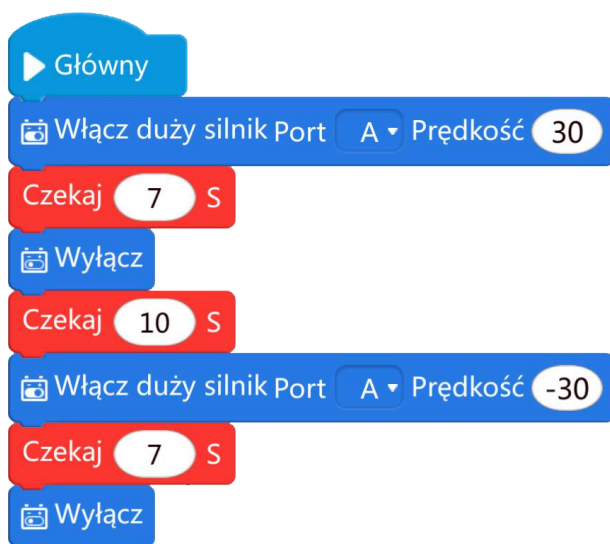 Główny
Włącz duży silnik Port A Prędkość 30
Czekaj 7 S
Wyłącz
Czekaj 10 S
Włącz duży silnik Port A Prędkość -30
Czekaj 7 S
Wyłącz